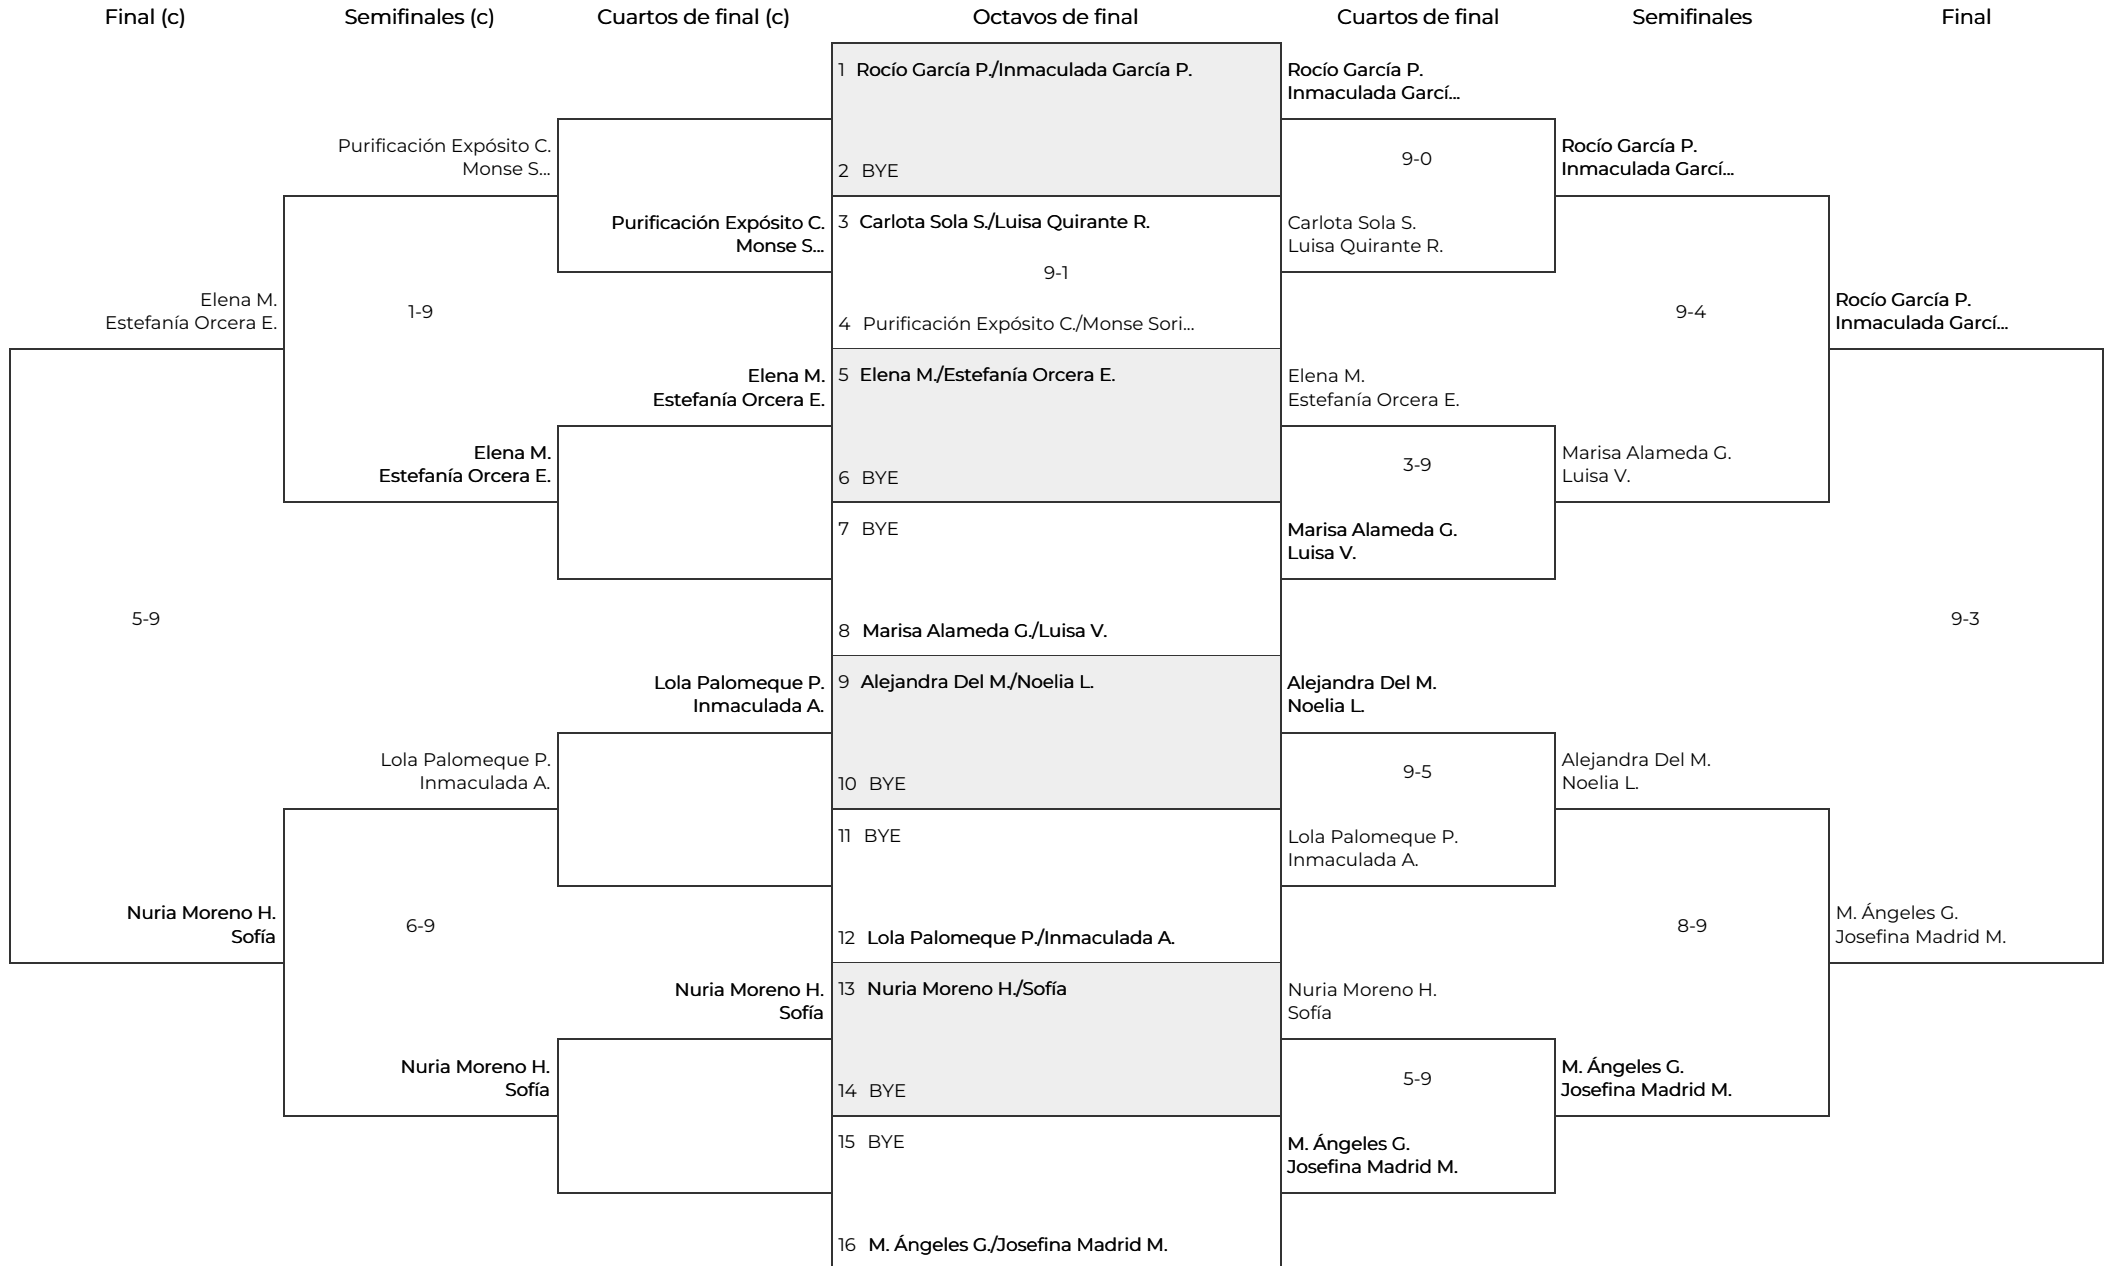 Final (c)
Semifinales (c)
Cuartos de final (c)
Octavos de final
Cuartos de final
Semifinales
Final
Elena M.
Estefanía Orcera E.
5-9
Nuria Moreno H.
Sofía
Purificación Expósito C.
Monse S...
1-9
Elena M.
Estefanía Orcera E.
Lola Palomeque P.
Inmaculada A.
6-9
Nuria Moreno H.
Sofía
Purificación Expósito C.
Monse S...
Elena M.
Estefanía Orcera E.
Lola Palomeque P.
Inmaculada A.
Nuria Moreno H.
Sofía
1 Rocío García P./Inmaculada García P.
2 BYE
3 Carlota Sola S./Luisa Quirante R.
9-1
4 Purificación Expósito C./Monse Sori...
5 Elena M./Estefanía Orcera E.
6 BYE
7 BYE
8 Marisa Alameda G./Luisa V.
9 Alejandra Del M./Noelia L.
10 BYE
11 BYE
12 Lola Palomeque P./Inmaculada A.
13 Nuria Moreno H./Sofía
14 BYE
15 BYE
16 M. Ángeles G./Josefina Madrid M.
Rocío García P.
Inmaculada Garcí...
9-0
Carlota Sola S.
Luisa Quirante R.
Elena M.
Estefanía Orcera E.
3-9
Marisa Alameda G.
Luisa V.
Alejandra Del M.
Noelia L.
9-5
Lola Palomeque P.
Inmaculada A.
Nuria Moreno H.
Sofía
5-9
M. Ángeles G.
Josefina Madrid M.
Rocío García P.
Inmaculada Garcí...
9-4
Marisa Alameda G.
Luisa V.
Alejandra Del M.
Noelia L.
8-9
M. Ángeles G.
Josefina Madrid M.
Rocío García P.
Inmaculada Garcí...
9-3
M. Ángeles G.
Josefina Madrid M.